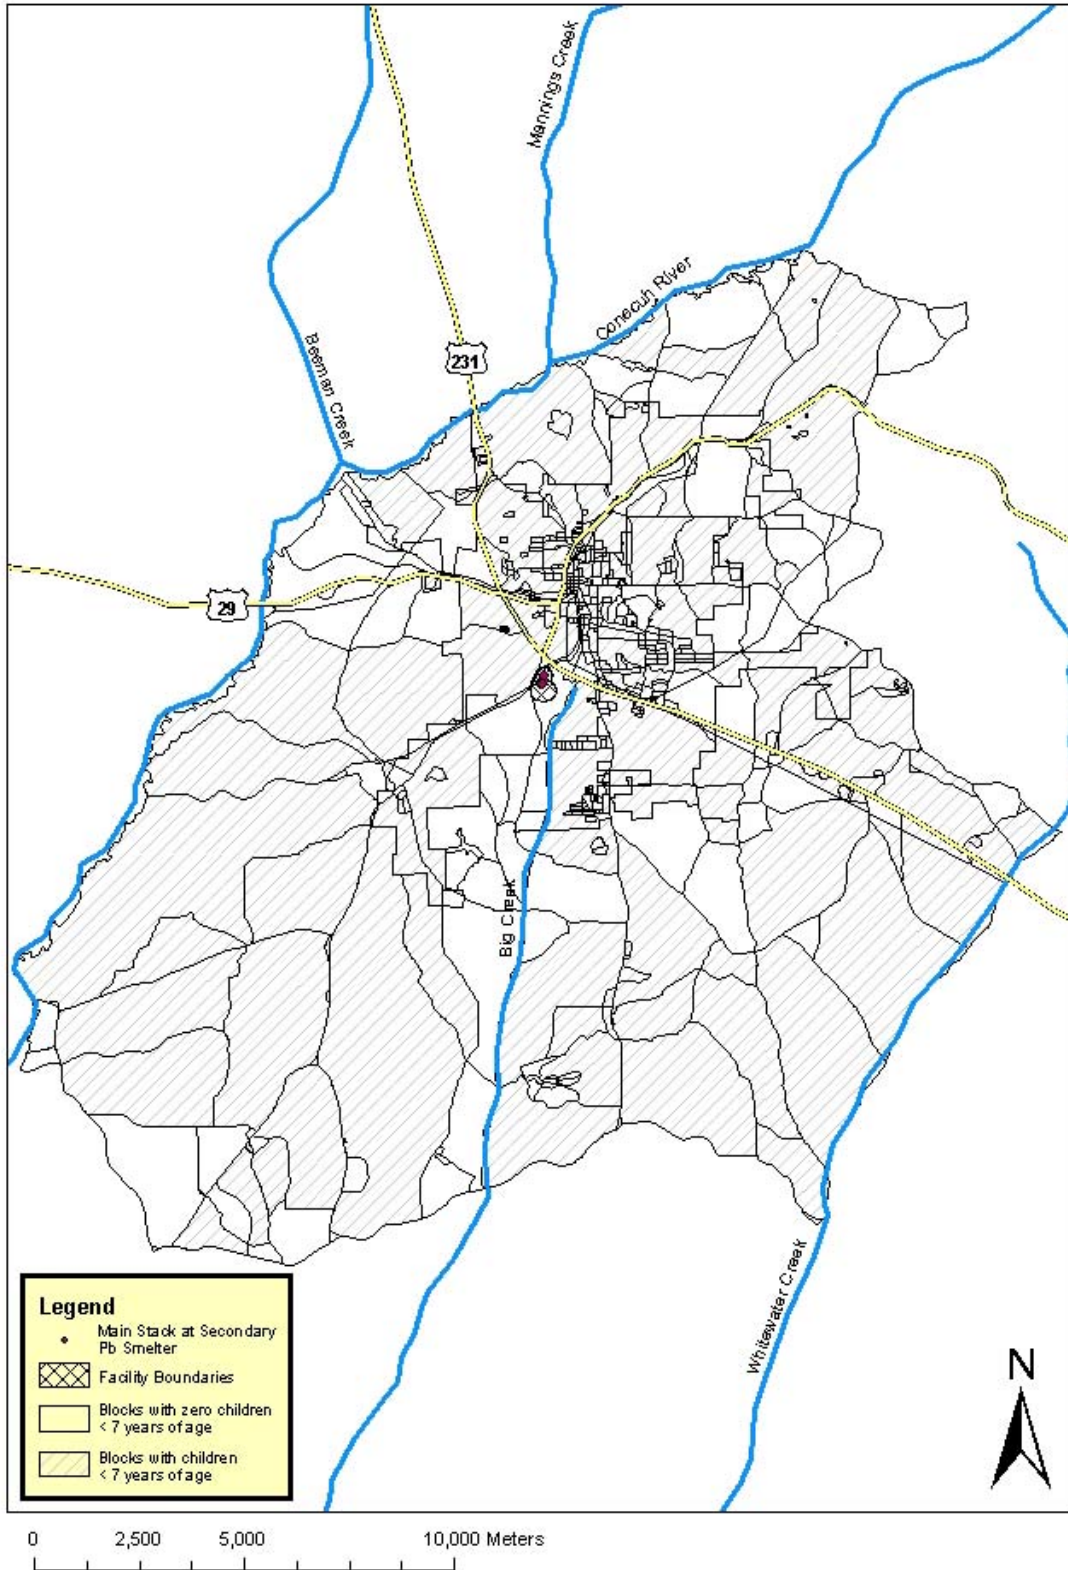 Mannings Creek
Conecuh River
231
Beeman Creek
29
Big Creek
Whitewater Creek
N
Legend
Main Stack at Secondary
Pb Smelter
Facility Boundaries
Blocks with zero children
< 7 years of age
Blocks with children
< 7 years of age
0 2,500 5,000 10,000 Meters